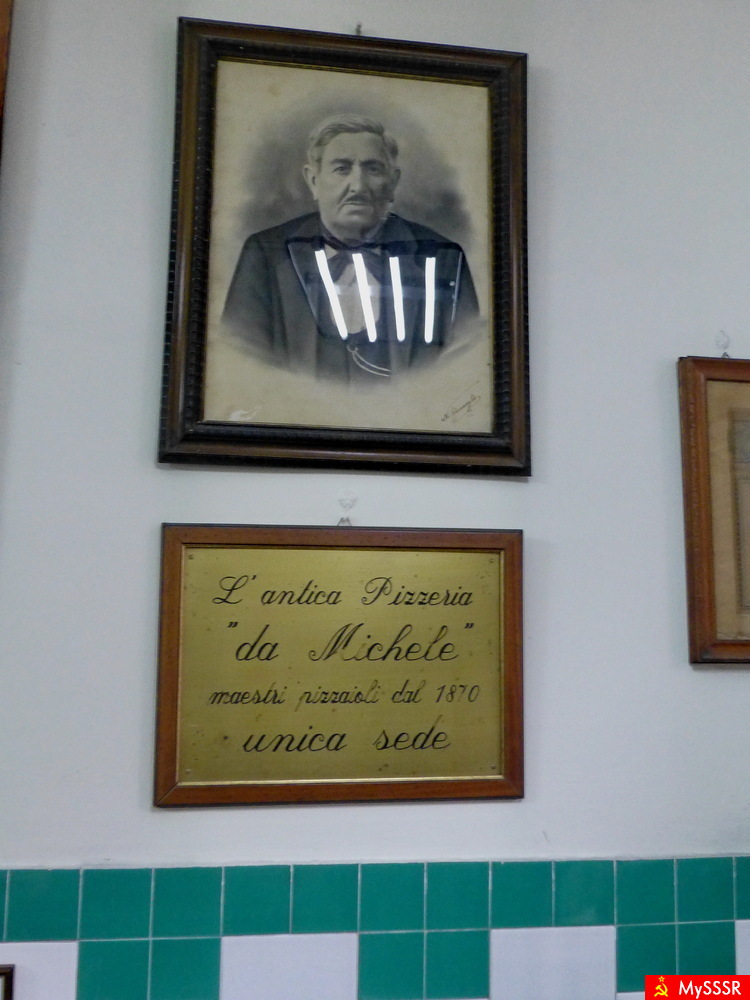 L'antica Pizzeria
"da Michele"
maestri pizzaioli dal 1870
unica sede
MySSSR